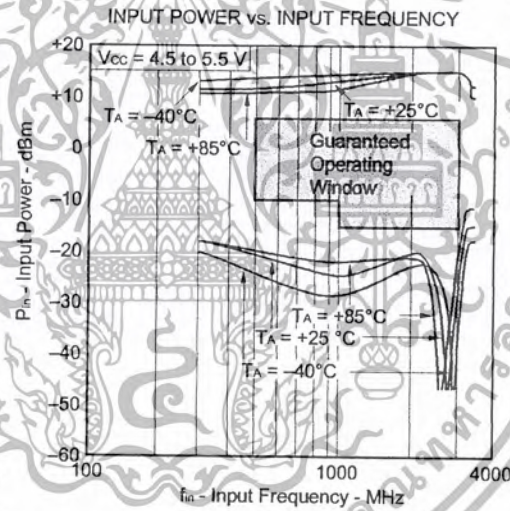 INPUT POWER vs. INPUT FREQUENCY
+20
VCC = 4.5 to 5.5 V
+10
TA = –40°C
TA = +25°C
TA = +85°C
0
Guaranteed
Operating
Window
–10
–20
–30
TA = +85°C
TA = +25 °C
–40
TA = –40°C
–50
–60
100
1000
4000
Pin - Input Power - dBm
fin - Input Frequency - MHz